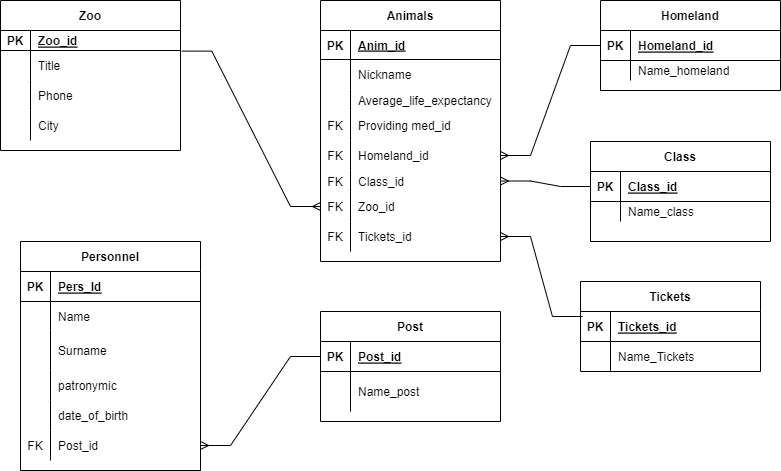 Zoo
PK Zoo_id
Title
Phone
City
Animals
PK Anim_id
Nickname
Average_life_expectancy
FK Providing med_id
FK Homeland_id
FK Class_id
FK Zoo_id
FK Tickets_id
Homeland
PK Homeland_id
Name_homeland
Class
PK Class_id
Name_class
Personnel
PK Pers_Id
Name
Surname
patronymic
date_of_birth
FK Post_id
Post
PK Post_id
Name_post
Tickets
PK Tickets_id
Name_Tickets